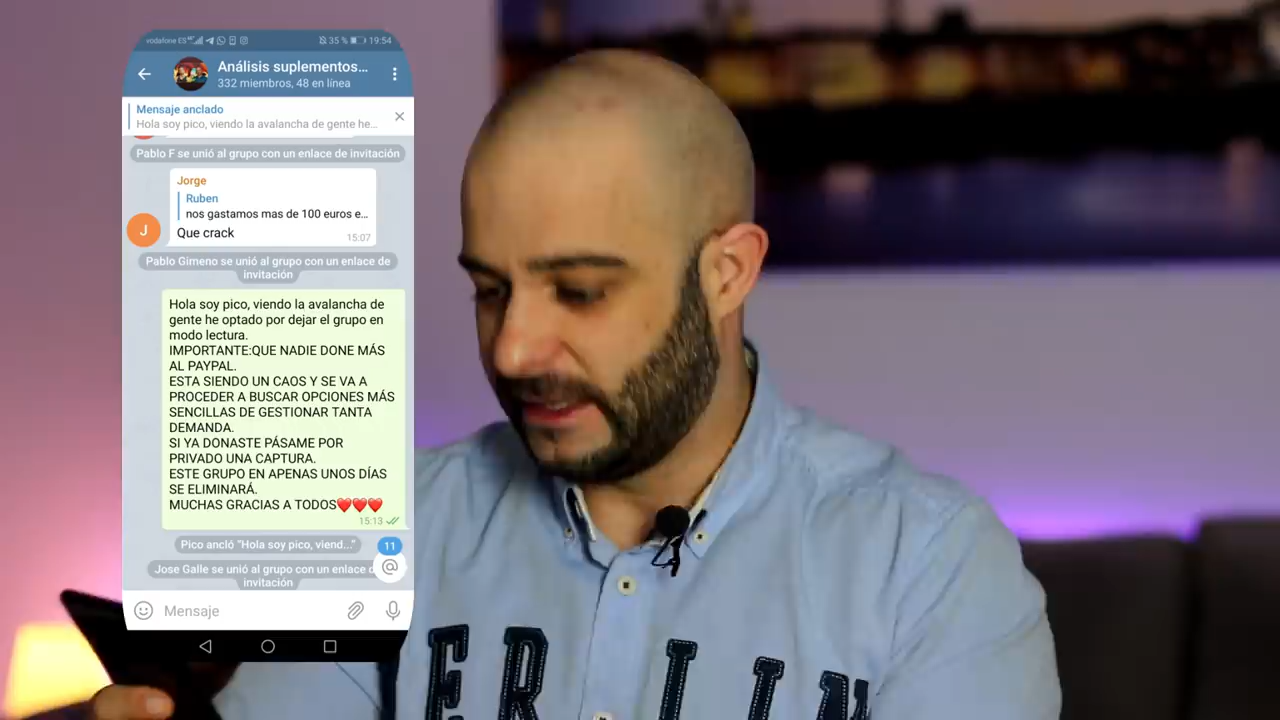 vodafone ES
35 %
19:54
Análisis suplementos...
332 miembros, 48 en línea
Mensaje anclado
Hola soy pico, viendo la avalancha de gente he...
Pablo F se unió al grupo con un enlace de invitación
Jorge
Ruben
nos gastamos mas de 100 euros e...
Que crack
15:07
J
Pablo Gimeno se unió al grupo con un enlace de
invitación
Hola soy pico, viendo la avalancha de
gente he optado por dejar el grupo en
modo lectura.
IMPORTANTE:QUE NADIE DONE MÁS
AL PAYPAL.
ESTA SIENDO UN CAOS Y SE VA A
PROCEDER A BUSCAR OPCIONES MÁS
SENCILLAS DE GESTIONAR TANTA
DEMANDA.
SI YA DONASTE PÁSAME POR
PRIVADO UNA CAPTURA.
ESTE GRUPO EN APENAS UNOS DÍAS
SE ELIMINARÁ.
MUCHAS GRACIAS A TODOS❤️❤️❤️
15:13
Pico ancló "Hola soy pico, viend..."
11
@
Jose Galle se unió al grupo con un enlace
invitación
Mensaje
ERLIN